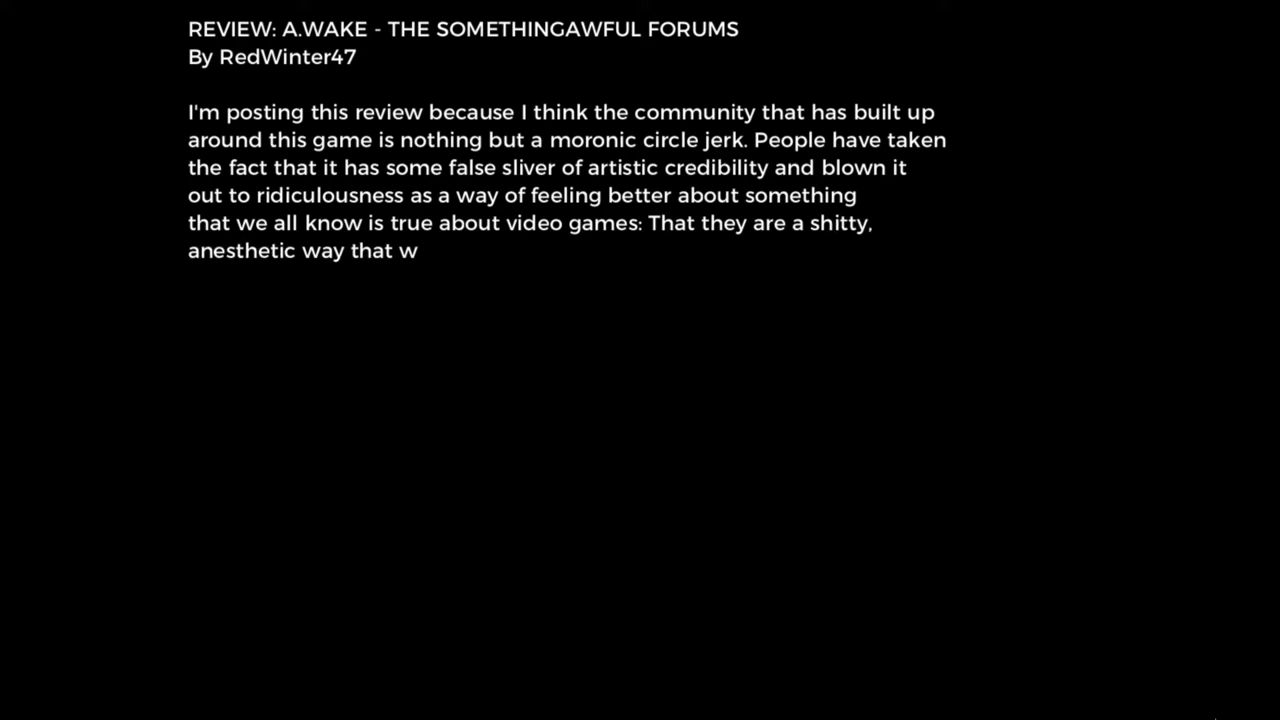 REVIEW: A.WAKE - THE SOMETHINGAWFUL FORUMS
By RedWinter47
I'm posting this review because I think the community that has built up
around this game is nothing but a moronic circle jerk. People have taken
the fact that it has some false sliver of artistic credibility and blown it
out to ridiculousness as a way of feeling better about something
that we all know is true about video games: That they are a shitty,
anesthetic way that w